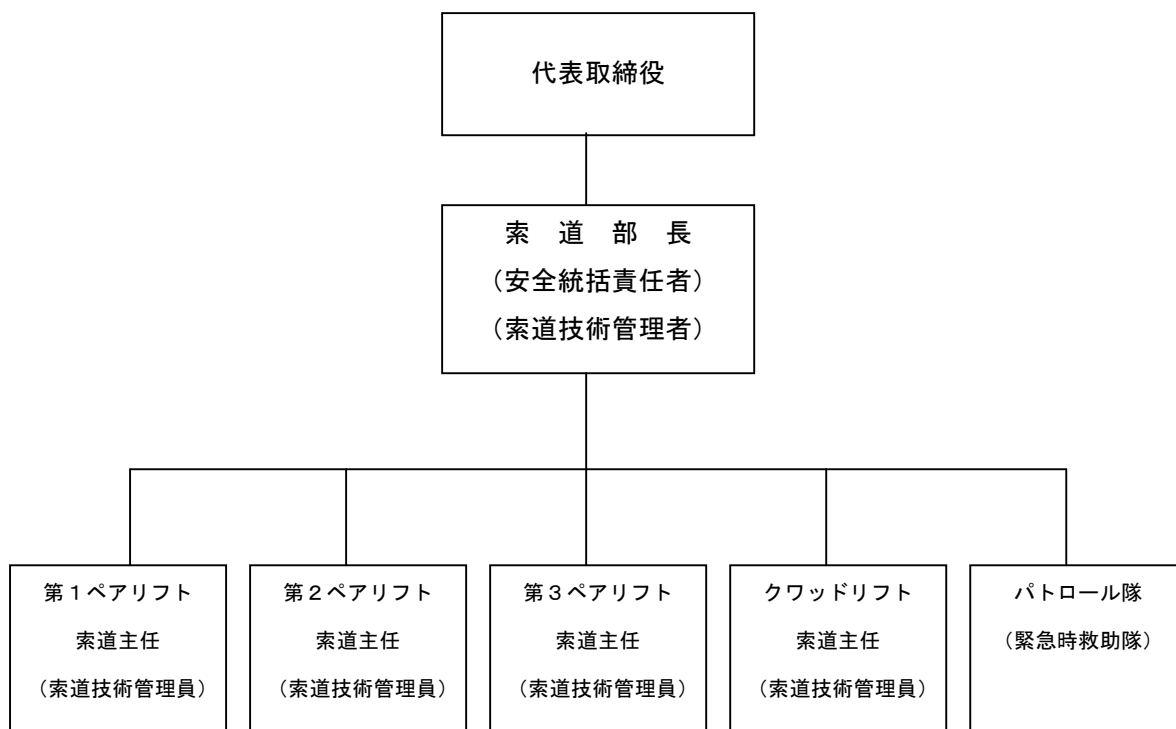 代表取締役
索　道　部　長
（安全統括責任者）
（索道技術管理者）
第１ペアリフト
索道主任
（索道技術管理員）
第２ペアリフト
索道主任
（索道技術管理員）
第３ペアリフト
索道主任
（索道技術管理員）
クワッドリフト
索道主任
（索道技術管理員）
パトロール隊
（緊急時救助隊）